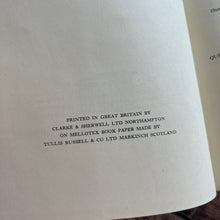 PRINTED IN GREAT BRITAIN BY
CLARKE & SHERWELL LTD NORTHAMPTON
ON MELLOTEX BOOK PAPER MADE BY
TULLIS RUSSELL & CO LTD MARKINCH SCOTLAND